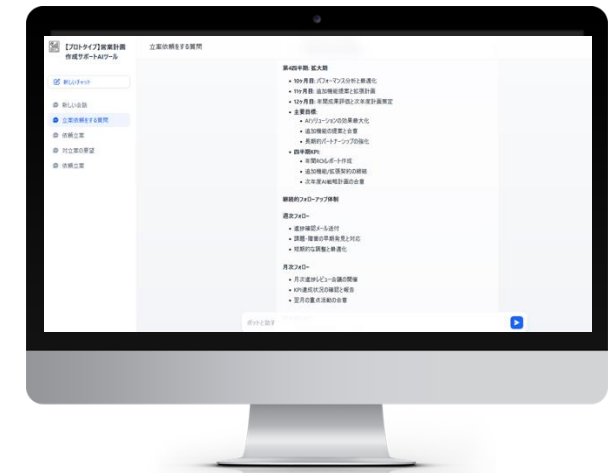 【プロトタイプ】営業計画
作成サポートAIツール
新しいチャット
新しい会話
立案依頼をする質問
依頼立案
対立案の要望
依頼立案
立案依頼をする質問
第4四半期: 拡大期
• 10ヶ月目: パフォーマンス分析と最適化
• 11ヶ月目: 追加機能提案と拡張計画
• 12ヶ月目: 年間成果評価と次年度計画策定
• 主要目標:
• AIソリューションの効果最大化
• 追加機能の提案と合意
• 長期的パートナーシップの強化
• 四半期KPI:
• 年間ROIレポート作成
• 追加機能/拡張契約の締結
• 次年度AI戦略計画の合意
継続的フォローアップ体制
週次フォロー
• 進捗確認メール送付
• 課題・障害の早期発見と対応
• 短期的な調整と最適化
月次フォロー
• 月次進捗レビュー会議の開催
• KPI達成状況の確認と報告
• 翌月の重点活動の合意
ボットと話す